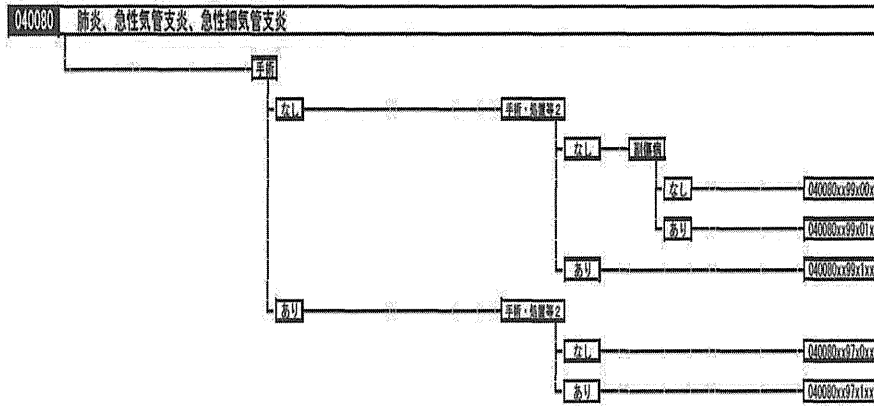 040080 肺炎、急性気管支炎、急性細気管支炎
手術
なし 手術・処置等2
なし 副傷病
なし 040080xx99x00x
あり 040080xx99x01x
あり 040080xx99x1xx
あり 手術・処置等2
なし 040080xx97x0xx
あり 040080xx97x1xx